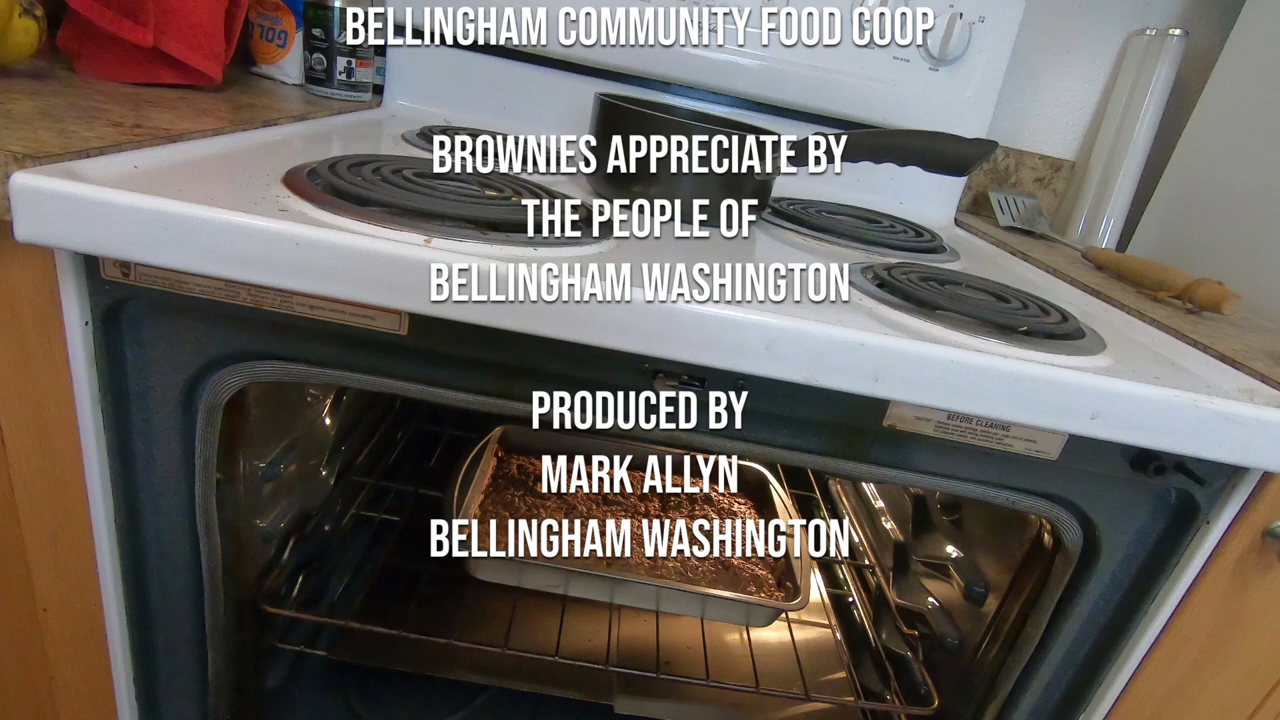 BELLINGHAM COMMUNITY FOOD COOP
BROWNIES APPRECIATE BY
THE PEOPLE OF
BELLINGHAM WASHINGTON
PRODUCED BY
MARK ALLYN
BELLINGHAM WASHINGTON
GOLD
BEFORE CLEANING